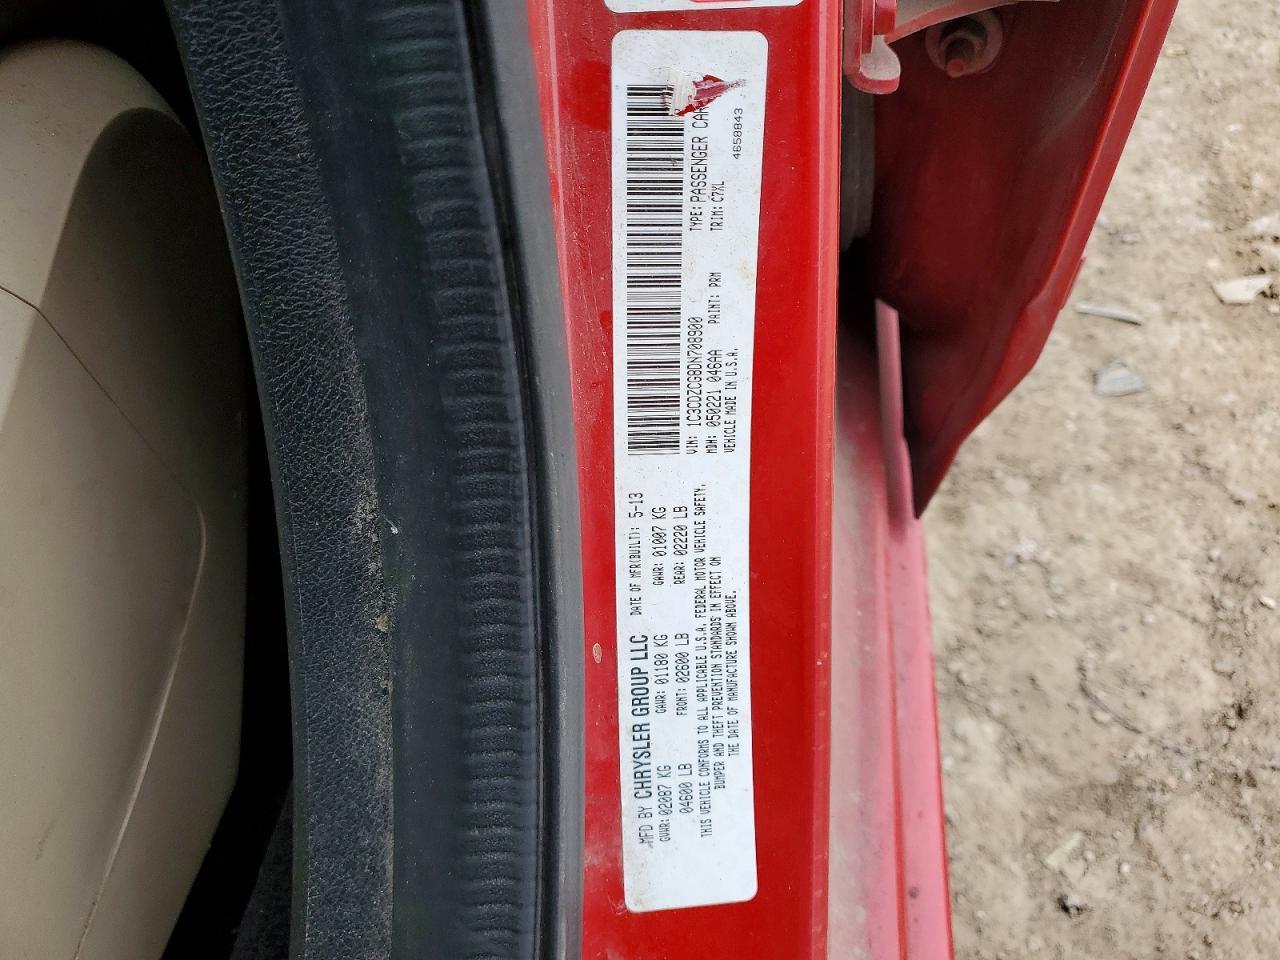 MFD BY CHRYSLER GROUP LLC DATE OF MFR(BUILT): 5-13
GVWR: 02087 KG GAWR: 01180 KG GAWR: 01007 KG
04600 LB FRONT: 02600 LB REAR: 02220 LB
THIS VEHICLE CONFORMS TO ALL APPLICABLE U.S.A. FEDERAL MOTOR VEHICLE SAFETY,
BUMPER AND THEFT PREVENTION STANDARDS IN EFFECT ON
THE DATE OF MANUFACTURE SHOWN ABOVE.
VIN: 1C3CDZCG8DN708900 TYPE: PASSENGER CAR
MDH: 050221 046AA PAINT: PRM TRIM: C7XL
VEHICLE MADE IN U.S.A. 4658843